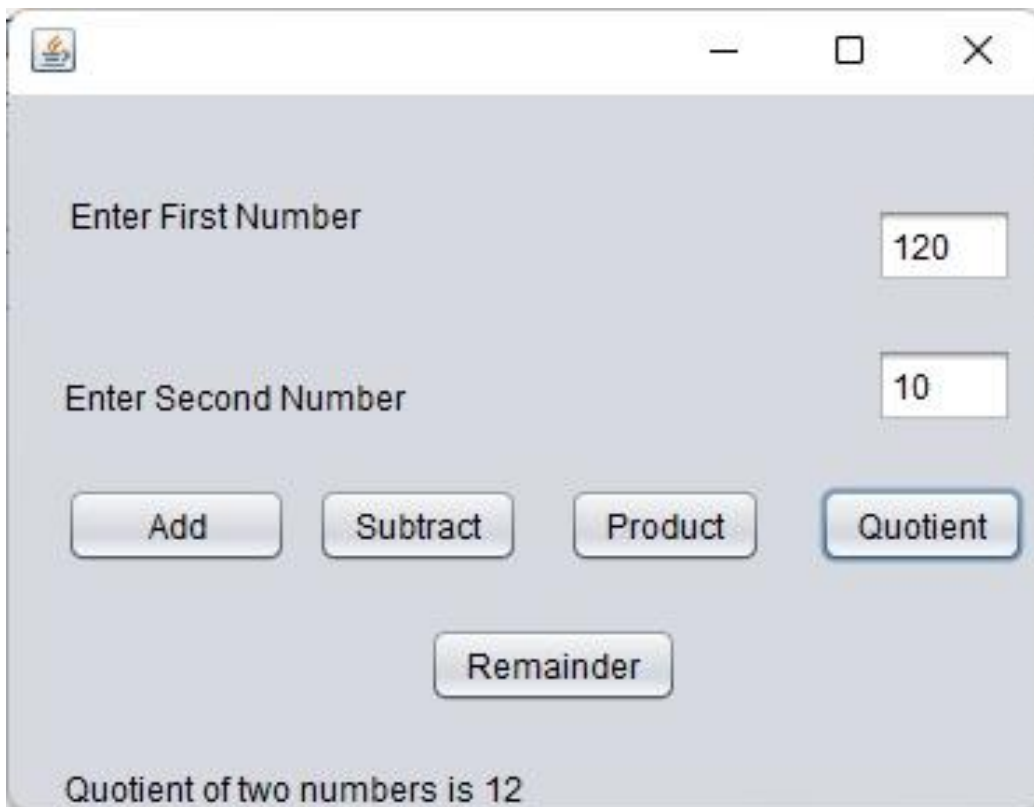 Enter First Number
120
Enter Second Number
10
Add Subtract Product Quotient
Remainder
Quotient of two numbers is 12